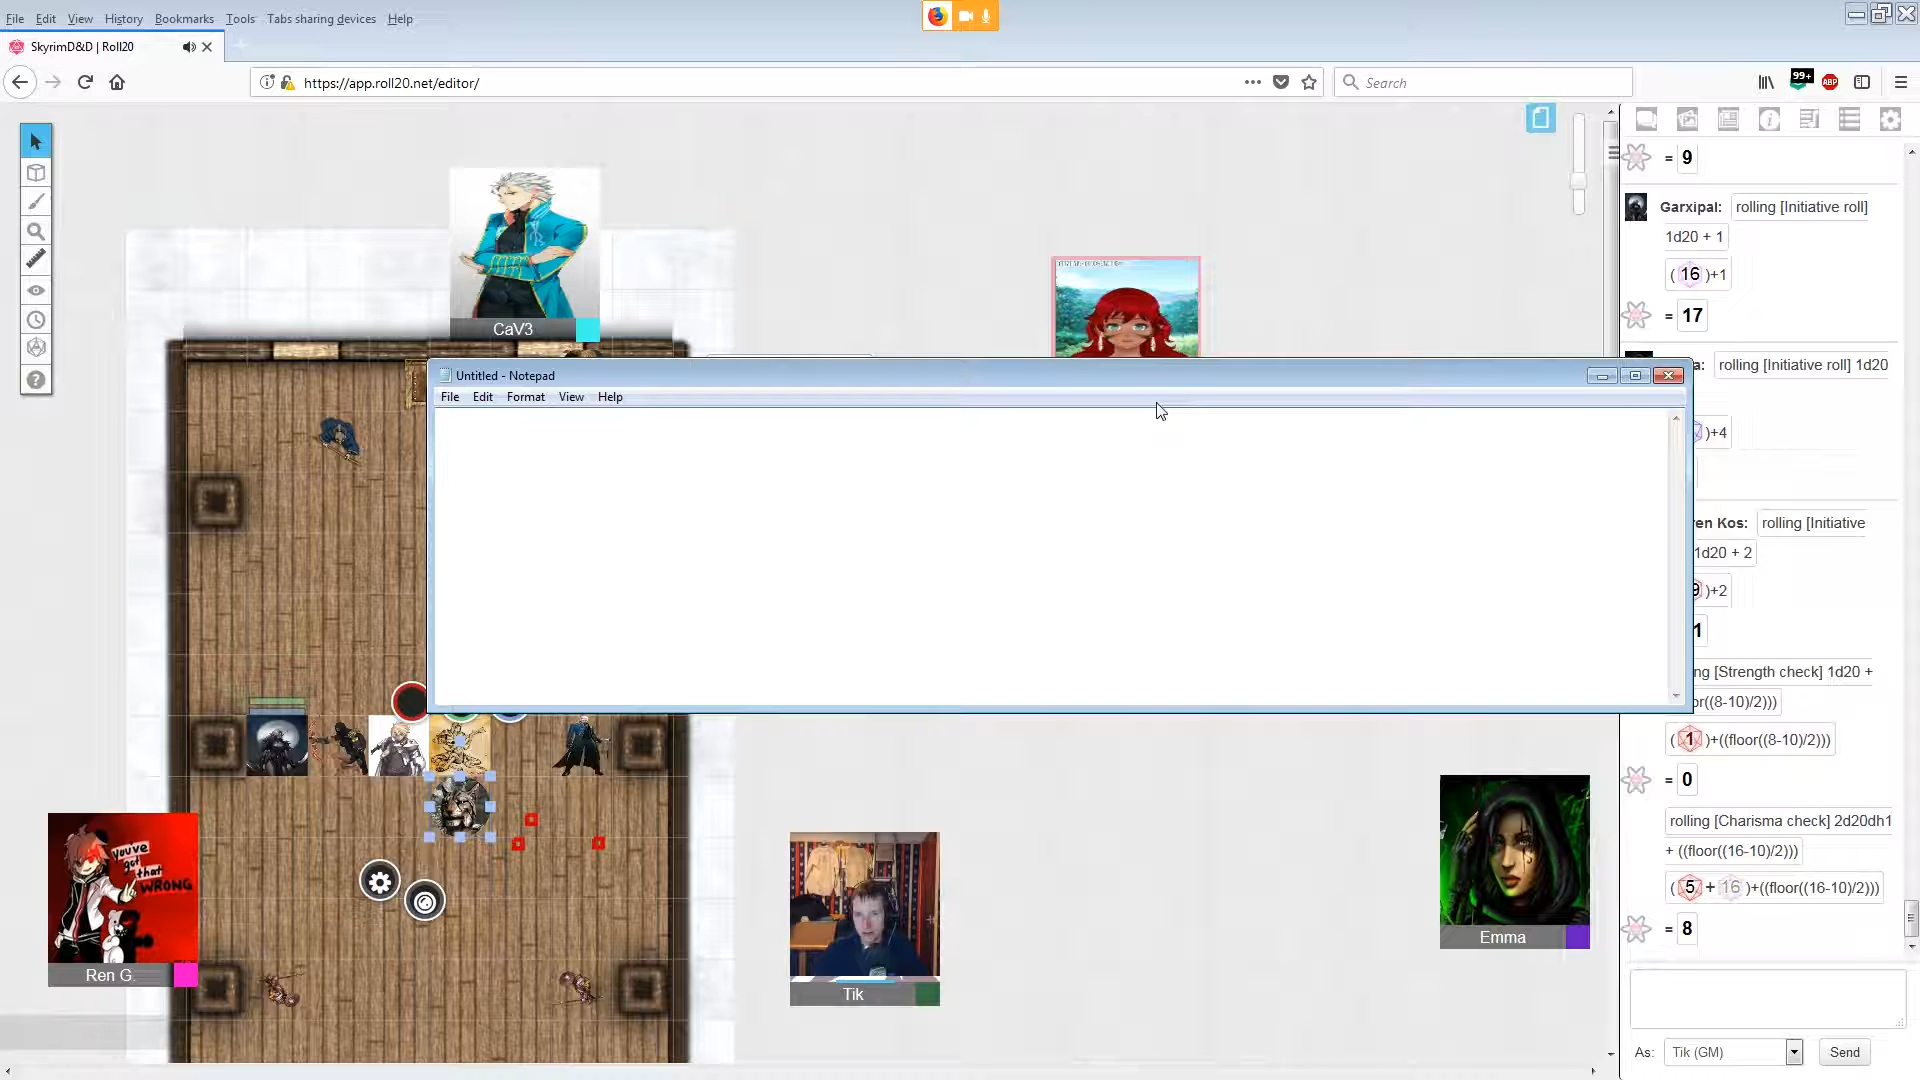 File Edit View History Bookmarks Tools Tabs sharing devices Help
SkyrimD&D | Roll20
https://app.roll20.net/editor/
Search
99+
ABP
CaV3
Untitled - Notepad
File Edit Format View Help
= 9
Garxipal: rolling [Initiative roll]
1d20 + 1
(16)+1
= 17
a: rolling [Initiative roll] 1d20
)+4
en Kos: rolling [Initiative
1d20 + 2
)+2
1
ng [Strength check] 1d20 +
or((8-10)/2)))
(1)+((floor((8-10)/2)))
= 0
rolling [Charisma check] 2d20dh1
+ ((floor((16-10)/2)))
(5+16)+((floor((16-10)/2)))
= 8
you've
got
that
WRONG
Ren G.
Tik
Emma
As: Tik (GM) Send